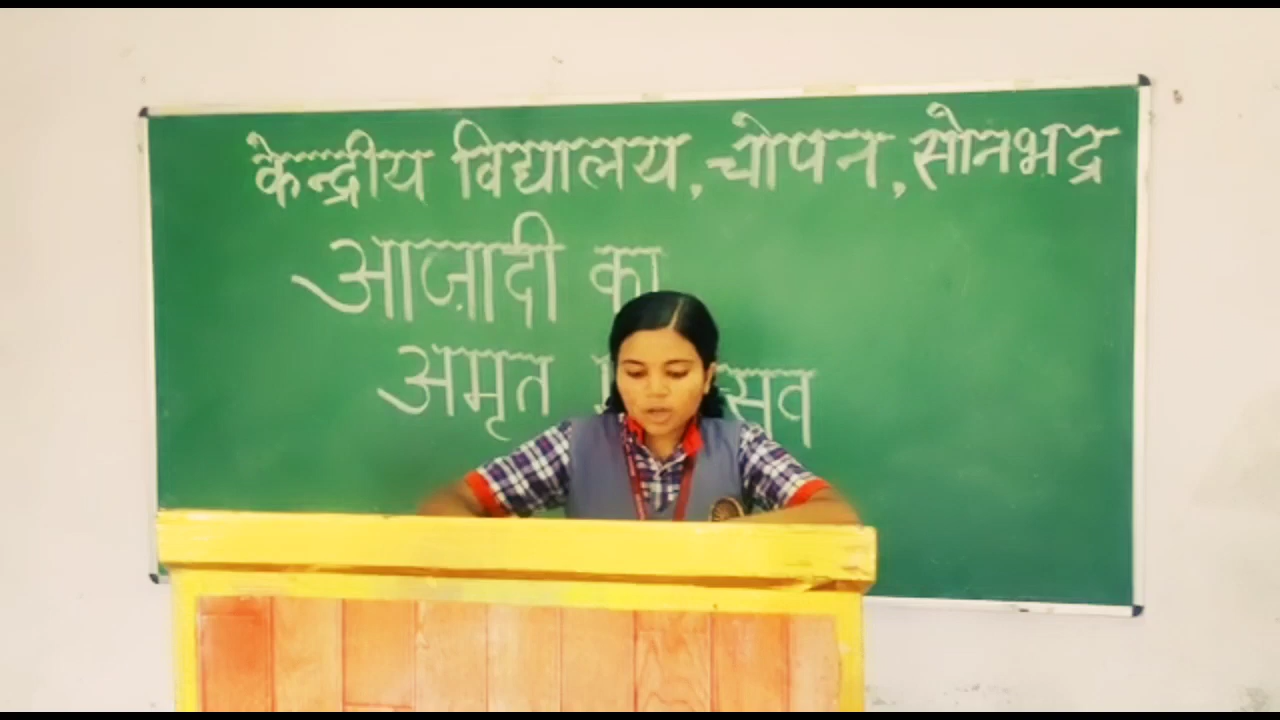 केन्द्रीय विद्यालय, चोपन, सोनभद्र
आज़ादी का
अमृत